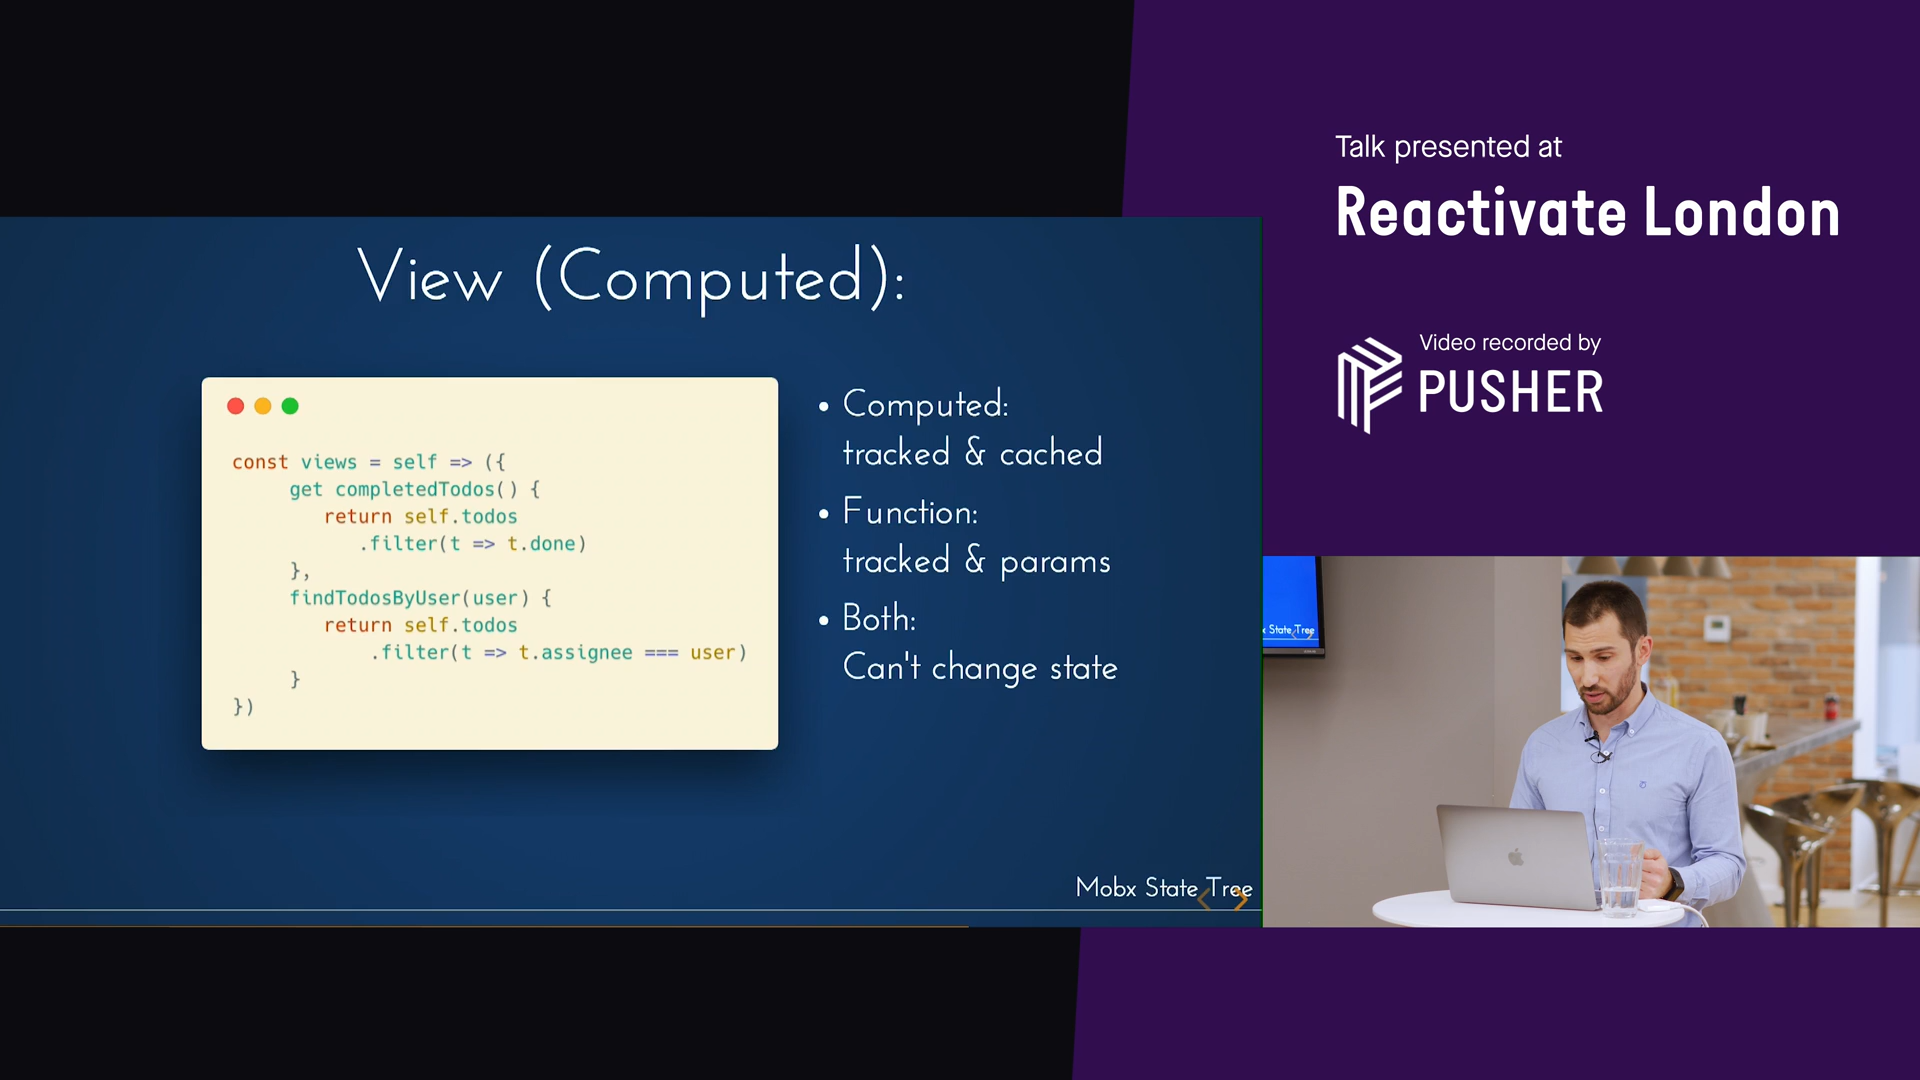 View (Computed):
const views = self => ({
get completedTodos() {
return self.todos
.filter(t => t.done)
},
findTodosByUser(user) {
return self.todos
.filter(t => t.assignee === user)
}
})
• Computed:
tracked & cached
• Function:
tracked & params
• Both:
Can't change state
Mobx State Tree
Talk presented at
Reactivate London
Video recorded by
PUSHER
x State Tree